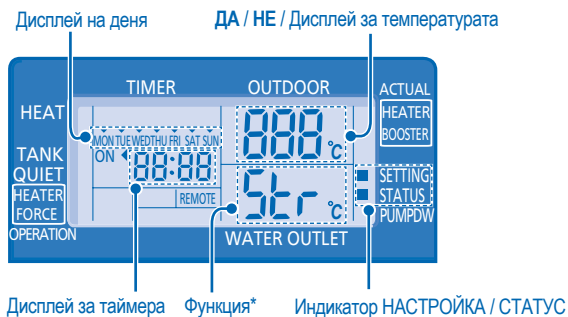 Дисплей на деня
ДА / НЕ / Дисплей за температурата
TIMER OUTDOOR ACTUAL
HEAT HEATER
BOOSTER
MON TUE WED THU FRI SAT SUN
888 °C
TANK ON 88:88
QUIET SETTING
HEATER REMOTE Str °C STATUS
FORCE PUMPDW
OPERATION WATER OUTLET
Дисплей за таймера Функция* Индикатор НАСТРОЙКА / СТАТУС